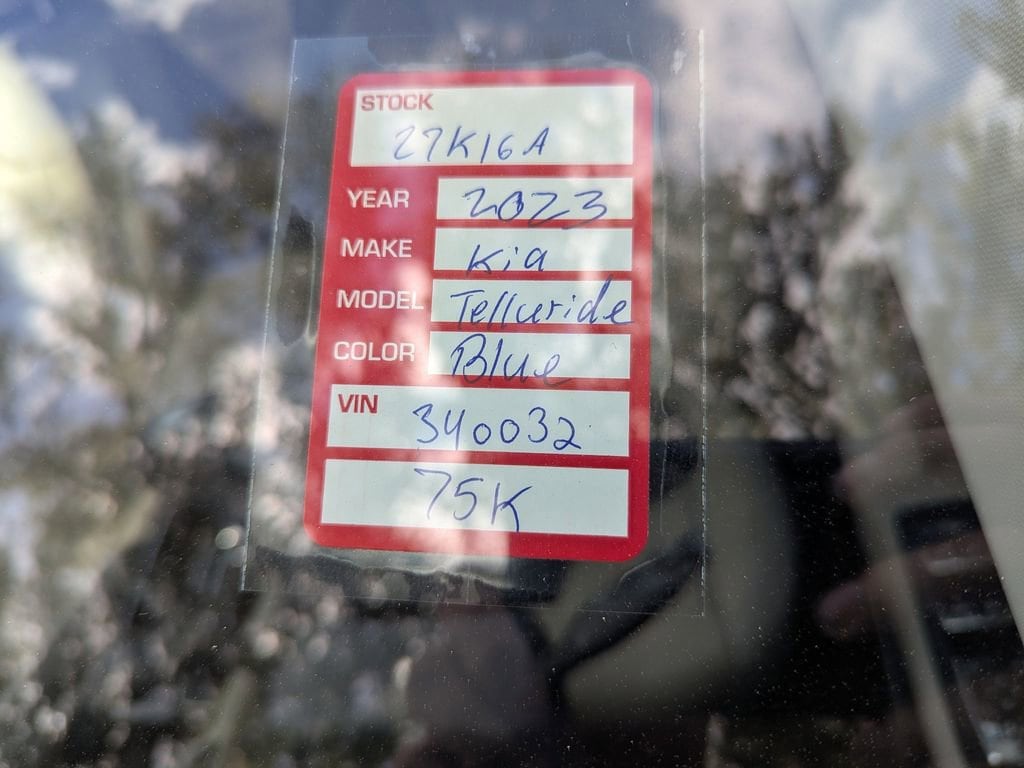 STOCK
27K16A
YEAR 2023
MAKE Kia
MODEL Telluride
COLOR Blue
VIN 340032
75K